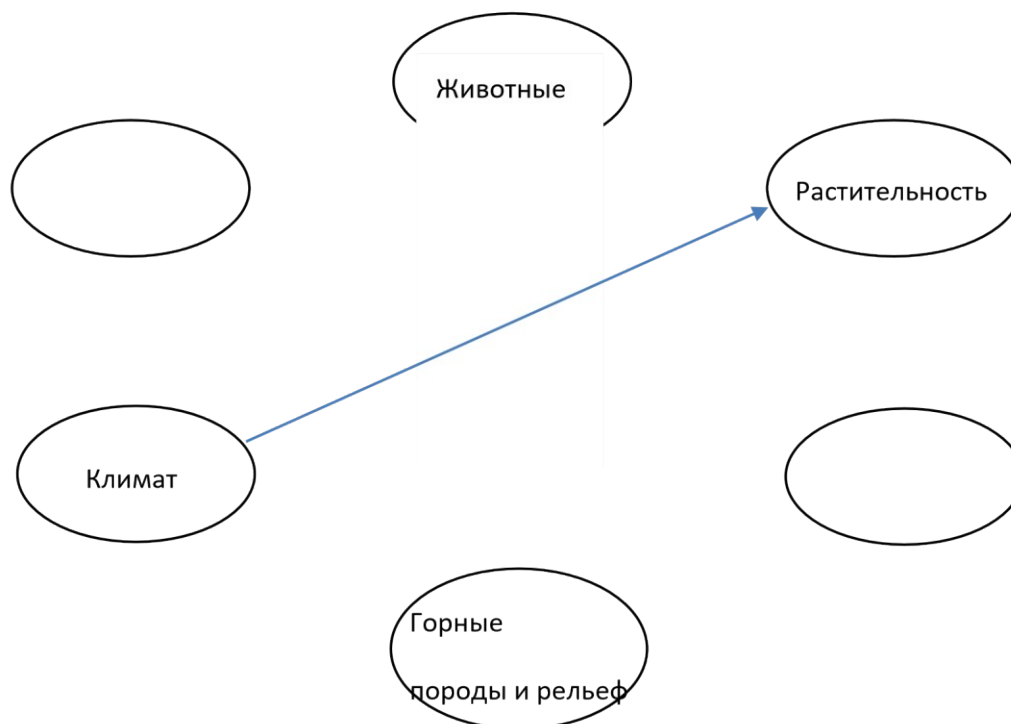 Животные
Растительность
Климат
Горные
породы и рельеф